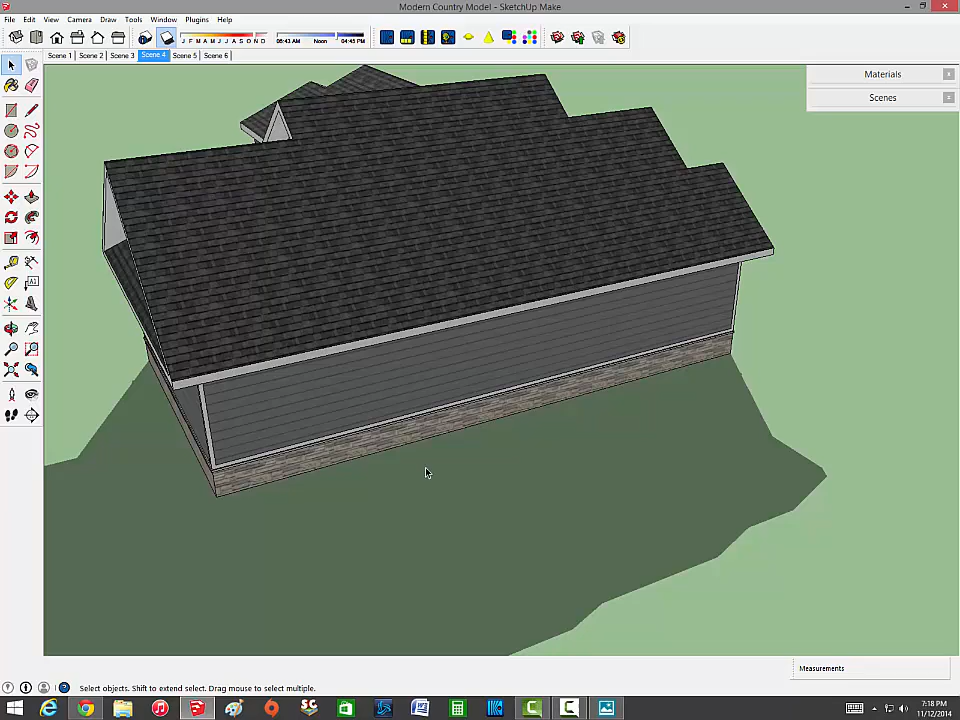 Modern Country Model - SketchUp Make
File Edit View Camera Draw Tools Window Plugins Help
J F M A M J J A S O N D 06:43 AM Noon 04:45 PM
Scene 1 Scene 2 Scene 3 Scene 4 Scene 5 Scene 6
Materials
Scenes
A1
Measurements
Select objects. Shift to extend select. Drag mouse to select multiple.
SC
7:18 PM
11/12/2014